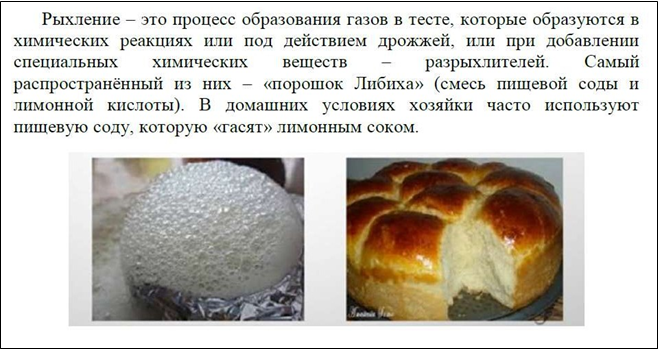 Рыхление – это процесс образования газов в тесте, которые образуются в
химических реакциях или под действием дрожжей, или при добавлении
специальных химических веществ – разрыхлителей. Самый
распространённый из них – «порошок Либиха» (смесь пищевой соды и
лимонной кислоты). В домашних условиях хозяйки часто используют
пищевую соду, которую «гасят» лимонным соком.